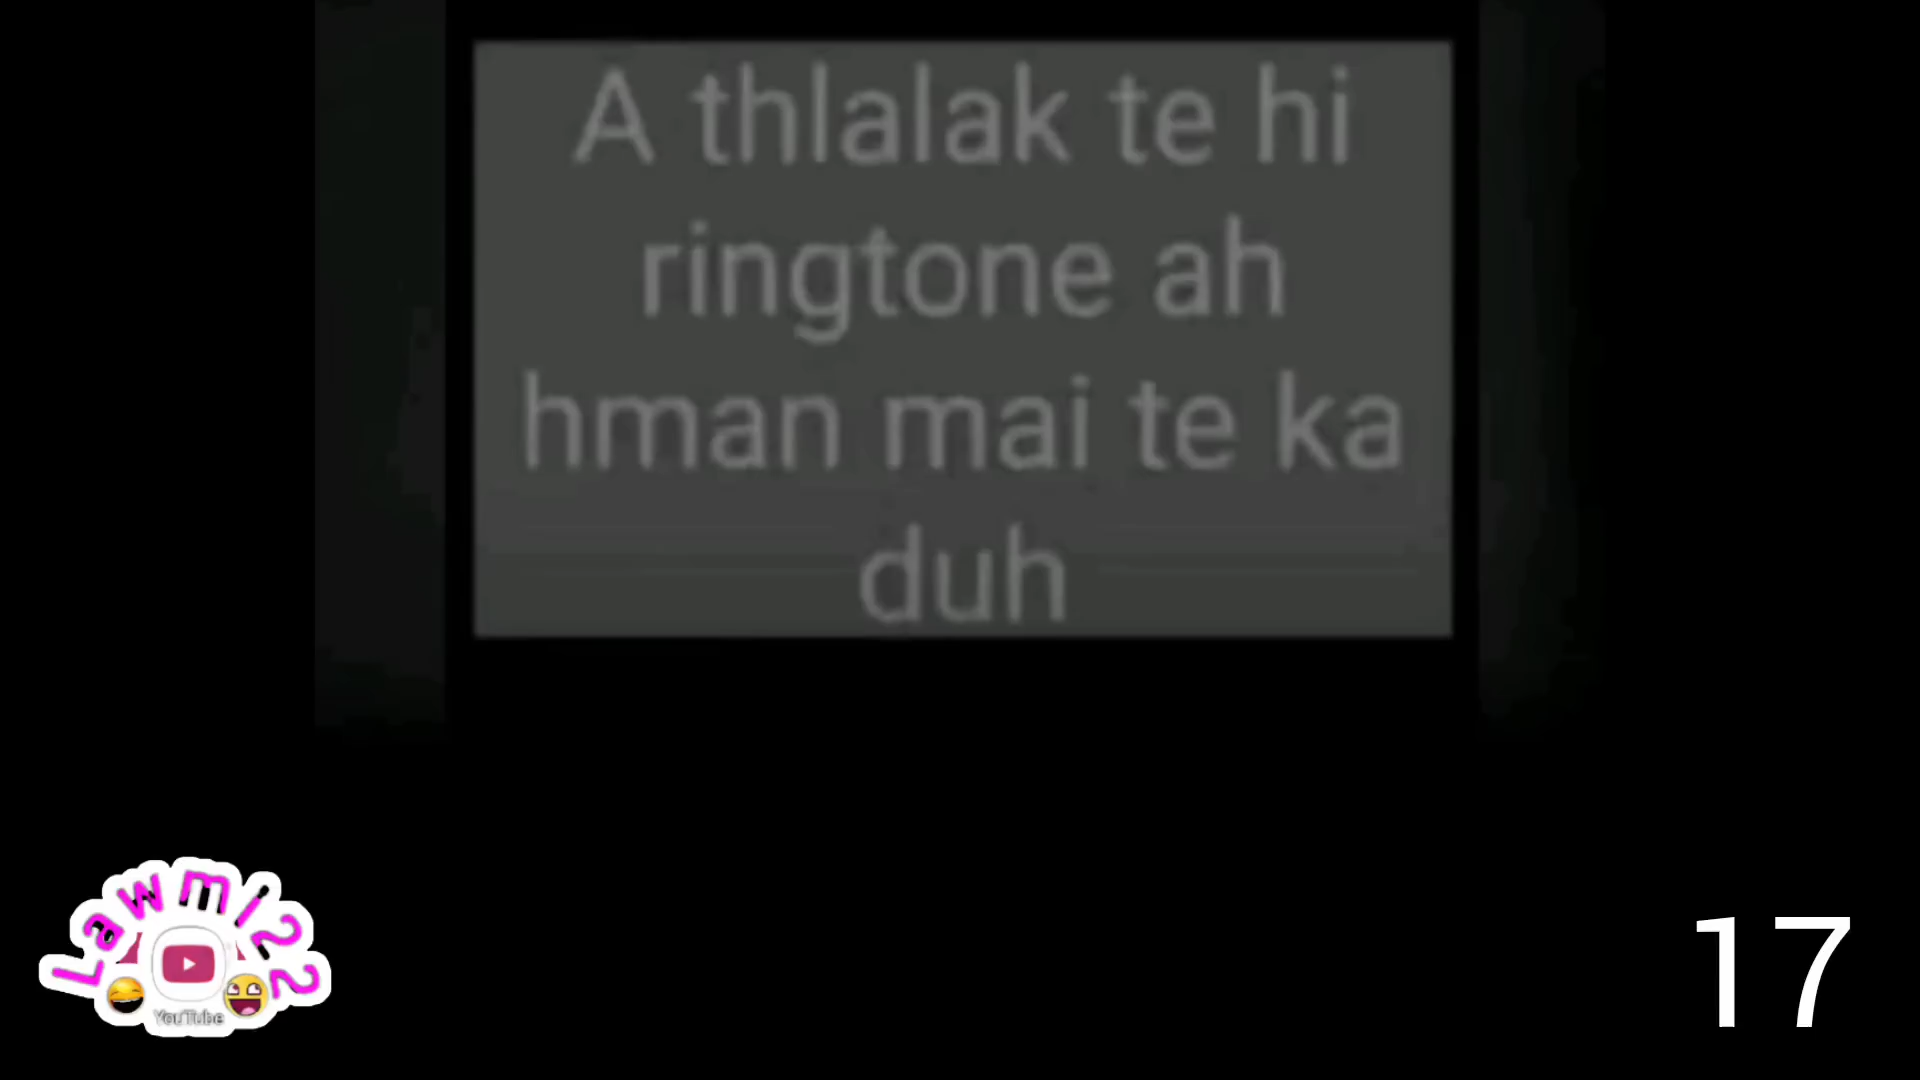 A thlalak te hi
ringtone ah
hman mai te ka
duh
Lawmi22
YouTube
17